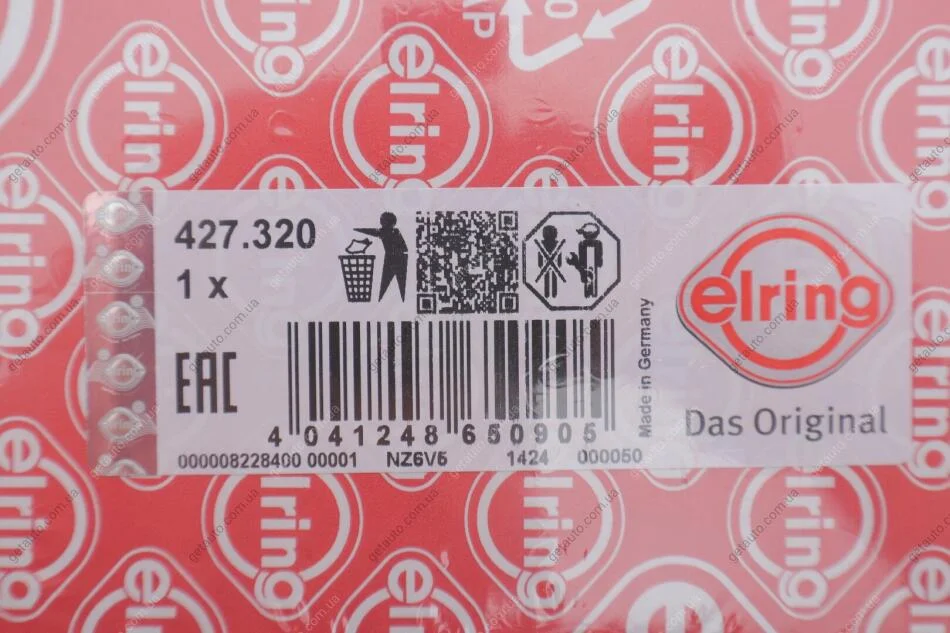 427.320
1 x
EAC
4 041248 650905
000008228400 00001 NZ6V5 1424 000050
Made in Germany
elring
Das Original